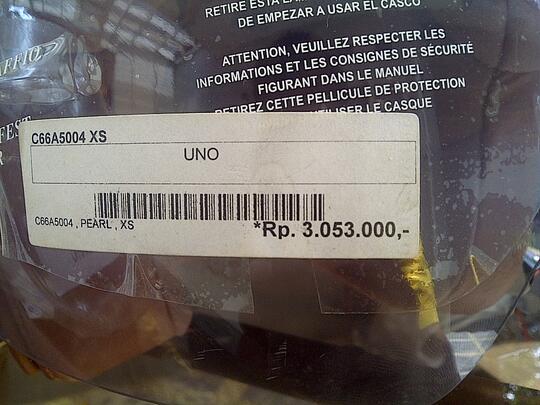 RETIRE ESTA
DE EMPEZAR A USAR EL CASCO
ATTENTION, VEUILLEZ RESPECTER LES
INFORMATIONS ET LES CONSIGNES DE SÉCURITÉ
FIGURANT DANS LE MANUEL
RETIREZ CETTE PELLICULE DE PROTECTION
UTILISER LE CASQUE
C66A5004 XS
UNO
C66A5004 , PEARL , XS
*Rp. 3.053.000,-